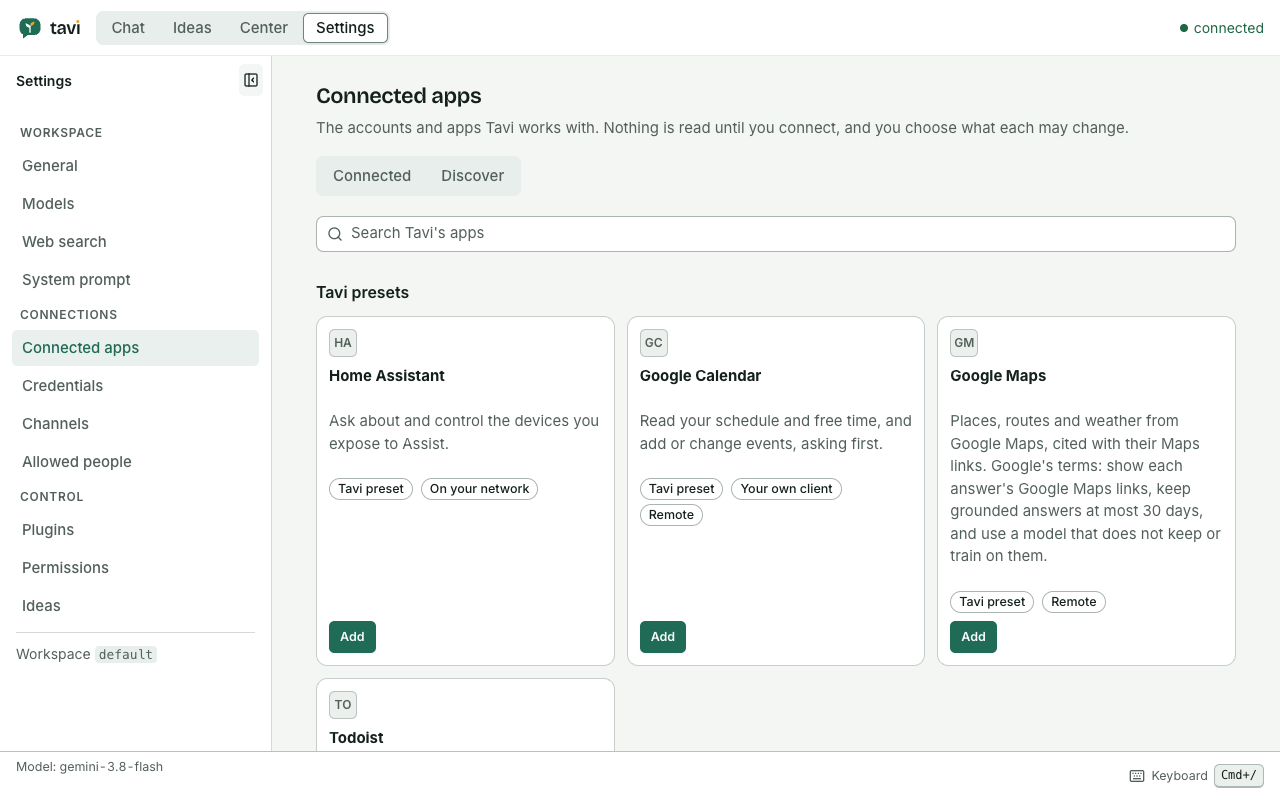 tavi
Chat Ideas Center Settings
connected
Settings
WORKSPACE
General
Models
Web search
System prompt
CONNECTIONS
Connected apps
Credentials
Channels
Allowed people
CONTROL
Plugins
Permissions
Ideas
Workspace default
Connected apps
The accounts and apps Tavi works with. Nothing is read until you connect, and you choose what each may change.
Connected Discover
Search Tavi's apps
Tavi presets
HA
Home Assistant
Ask about and control the devices you
expose to Assist.
Tavi preset On your network
Add
GC
Google Calendar
Read your schedule and free time, and
add or change events, asking first.
Tavi preset Your own client
Remote
Add
GM
Google Maps
Places, routes and weather from
Google Maps, cited with their Maps
links. Google's terms: show each
answer's Google Maps links, keep
grounded answers at most 30 days,
and use a model that does not keep or
train on them.
Tavi preset Remote
Add
TO
Todoist
Model: gemini-3.8-flash
Keyboard Cmd+/